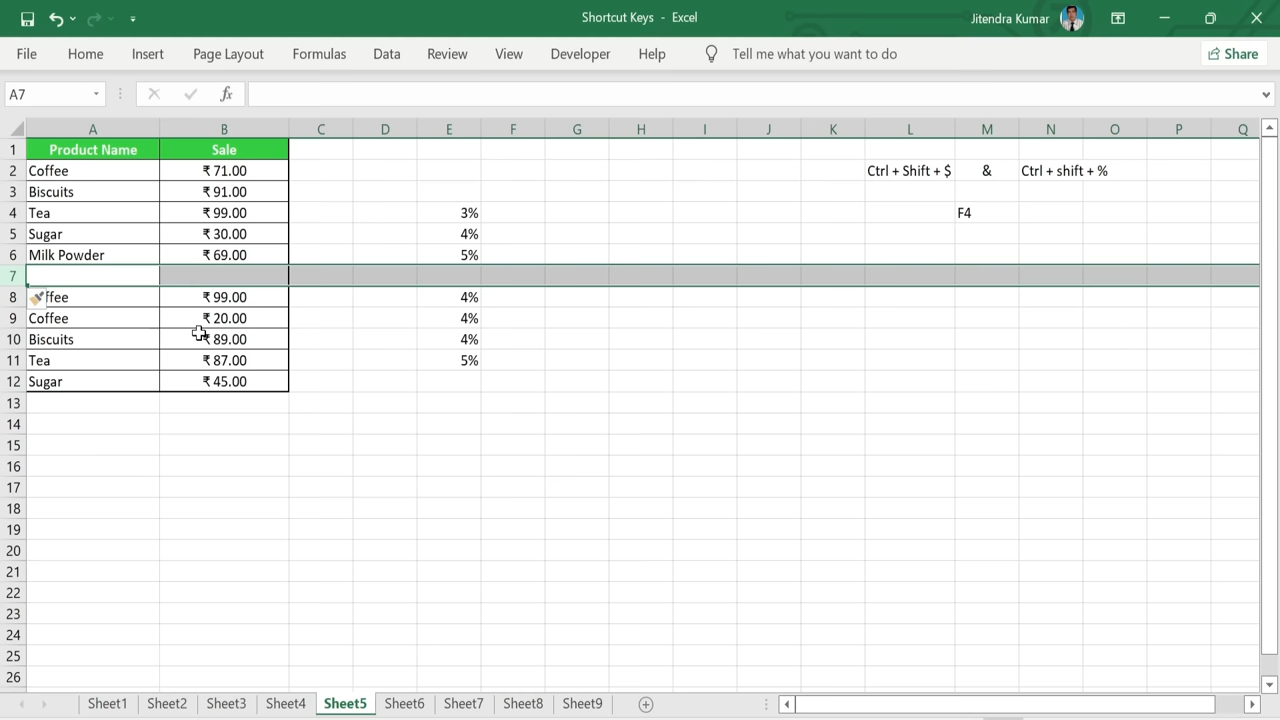 Shortcut Keys - Excel
Jitendra Kumar
File Home Insert Page Layout Formulas Data Review View Developer Help Tell me what you want to do Share
A7 fx
A B C D E F G H I J K L M N O P Q
1 Product Name Sale
2 Coffee ₹ 71.00 Ctrl + Shift + $ & Ctrl + shift + %
3 Biscuits ₹ 91.00
4 Tea ₹ 99.00 3% F4
5 Sugar ₹ 30.00 4%
6 Milk Powder ₹ 69.00 5%
7
8 ffee ₹ 99.00 4%
9 Coffee ₹ 20.00 4%
10 Biscuits ₹ 89.00 4%
11 Tea ₹ 87.00 5%
12 Sugar ₹ 45.00
13
14
15
16
17
18
19
20
21
22
23
24
25
26
Sheet1 Sheet2 Sheet3 Sheet4 Sheet5 Sheet6 Sheet7 Sheet8 Sheet9